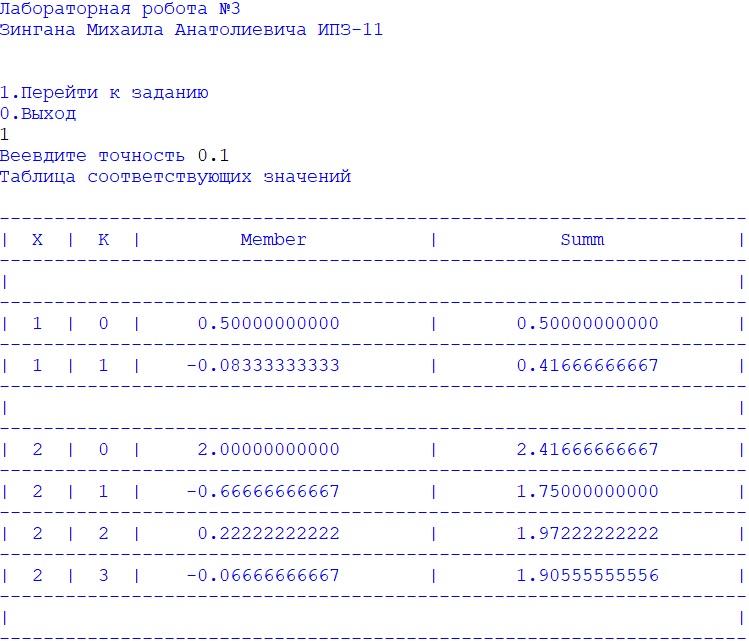 Лабораторная робота №3
Зингана Михаила Анатолиевича ИПЗ-11
1.Перейти к заданию
0.Выход
1
Веевдите точность 0.1
Таблица соответствующих значений
--------------------------------------------------------------------
| X | K | Member | Summ |
--------------------------------------------------------------------
| |
--------------------------------------------------------------------
| 1 | 0 | 0.50000000000 | 0.50000000000 |
--------------------------------------------------------------------
| 1 | 1 | -0.08333333333 | 0.41666666667 |
--------------------------------------------------------------------
| |
--------------------------------------------------------------------
| 2 | 0 | 2.00000000000 | 2.41666666667 |
--------------------------------------------------------------------
| 2 | 1 | -0.66666666667 | 1.75000000000 |
--------------------------------------------------------------------
| 2 | 2 | 0.22222222222 | 1.97222222222 |
--------------------------------------------------------------------
| 2 | 3 | -0.06666666667 | 1.90555555556 |
--------------------------------------------------------------------
| |
--------------------------------------------------------------------